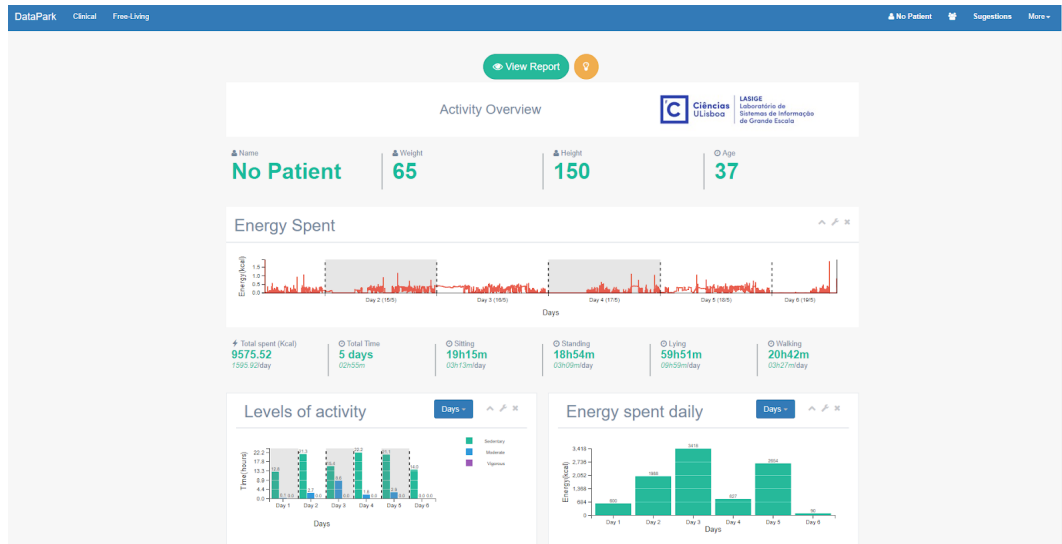 DataPark Clinical Free-Living No Patient Sugestions More
View Report
Activity Overview
Ciências ULisboa
LASIGE
Laboratório de
Sistemas de Informação
de Grande Escala
Name Weight Height Age
No Patient 65 150 37
Energy Spent
Energy(kcal)
1.5
1.0
0.5
0.0
Day 2 (15/5) Day 3 (16/5) Day 4 (17/5) Day 5 (18/5) Day 6 (19/5)
Days
Total spent (Kcal) Total Time Sitting Standing Lying Walking
9575.52 5 days 19h15m 18h54m 59h51m 20h42m
1595.92/day 02h55m 03h13m/day 03h09m/day 09h59m/day 03h27m/day
Levels of activity Days
Sedentary
Moderate
Vigorous
Time(hours)
22.2
17.8
13.3
8.9
4.4
0.0
Day 1 Day 2 Day 3 Day 4 Day 5 Day 6
Days
Energy spent daily Days
Energy(kcal)
3,418
2,736
2,052
1,368
684
0
3418
2654
827
Day 1 Day 2 Day 3 Day 4 Day 5 Day 6
Days